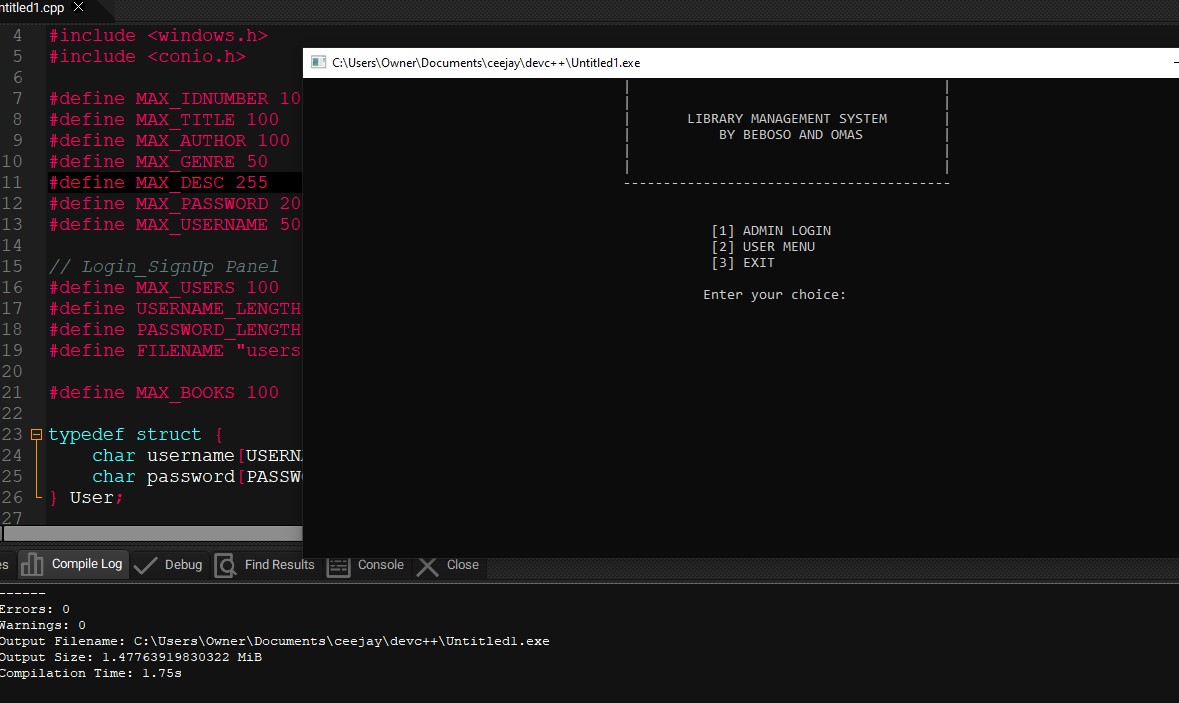 ntitled1.cpp
4 #include <windows.h>
5 #include <conio.h>
6
7 #define MAX_IDNUMBER 10
8 #define MAX_TITLE 100
9 #define MAX_AUTHOR 100
10 #define MAX_GENRE 50
11 #define MAX_DESC 255
12 #define MAX_PASSWORD 20
13 #define MAX_USERNAME 50
14
15 // Login_SignUp Panel
16 #define MAX_USERS 100
17 #define USERNAME_LENGTH
18 #define PASSWORD_LENGTH
19 #define FILENAME "users
20
21 #define MAX_BOOKS 100
22
23 typedef struct {
24 char username[USERN
25 char password[PASSW
26 } User;
27
C:\Users\Owner\Documents\ceejay\devc++\Untitled1.exe
LIBRARY MANAGEMENT SYSTEM
BY BEBOSO AND OMAS
----------------------------------------- 
[1] ADMIN LOGIN
[2] USER MENU
[3] EXIT
Enter your choice:
es Compile Log Debug Find Results Console Close
------
Errors: 0
Warnings: 0
Output Filename: C:\Users\Owner\Documents\ceejay\devc++\Untitled1.exe
Output Size: 1.47763919830322 MiB
Compilation Time: 1.75s